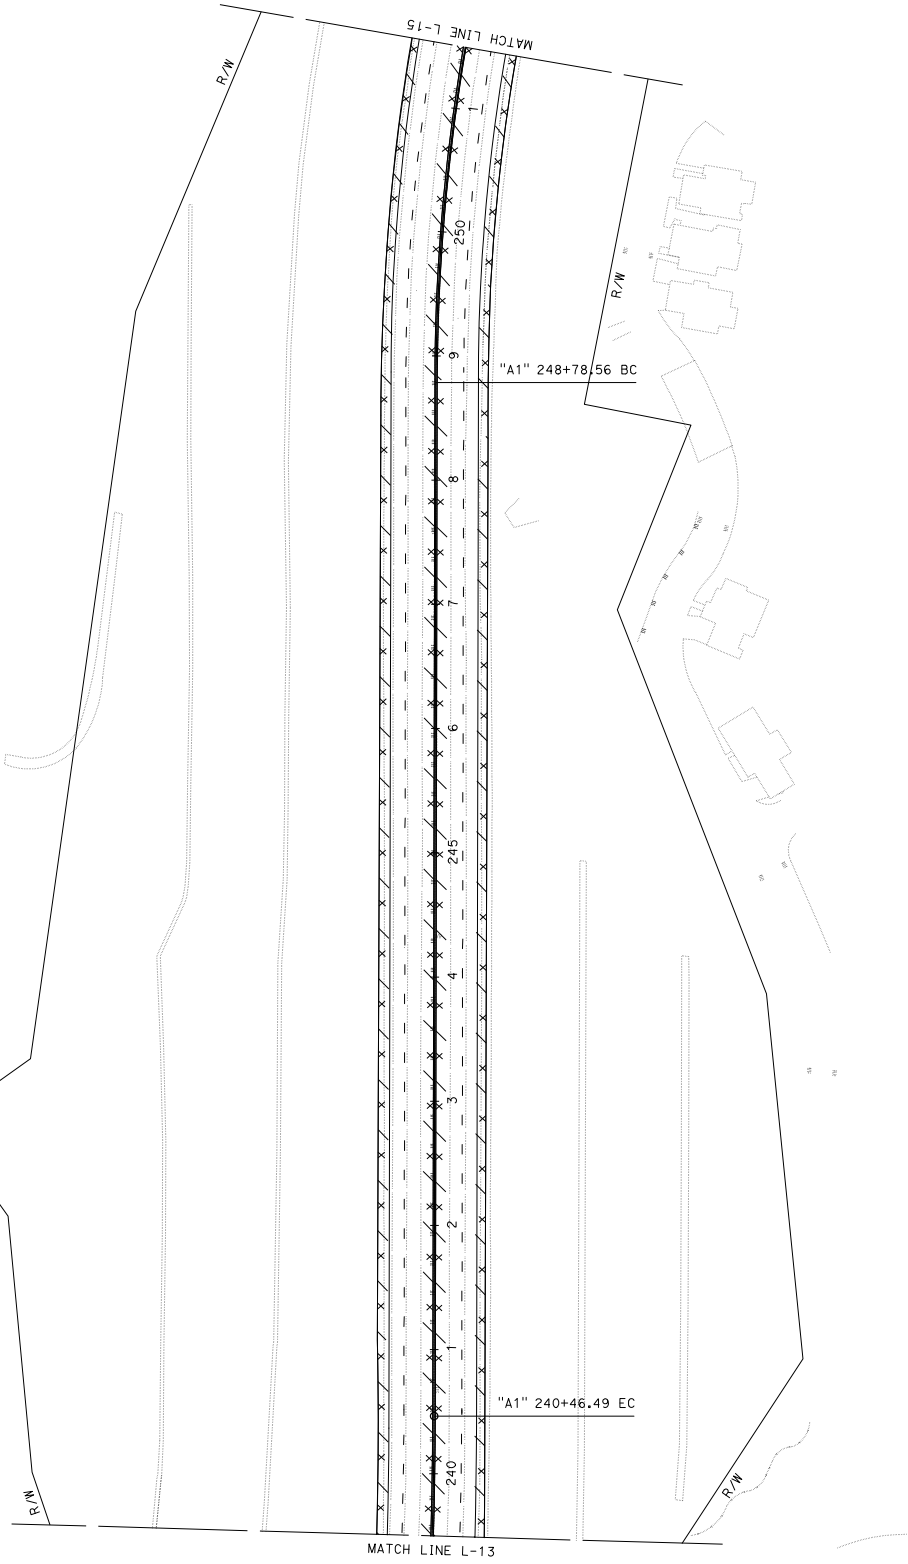 MATCH LINE L-15
R/W
1
250
R/W
9
"A1" 248+78.56 BC
8
7
6
245
4
3
2
1
"A1" 240+46.49 EC
240
R/W
R/W
MATCH LINE L-13